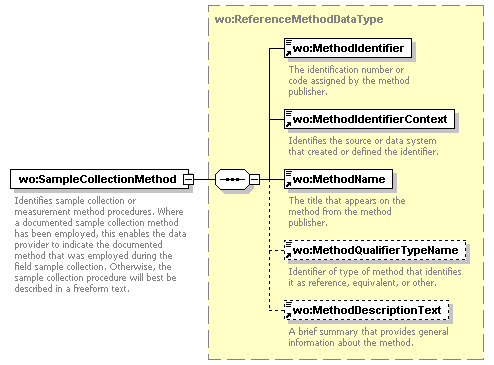 wo:ReferenceMethodDataType
wo:MethodIdentifier
The identification number or
code assigned by the method
publisher.
wo:MethodIdentifierContext
Identifies the source or data system
that created or defined the identifier.
wo:SampleCollectionMethod
Identifies sample collection or
measurement method procedures. Where
a documented sample collection method
has been employed, this enables the data
provider to indicate the documented
method that was employed during the
field sample collection. Otherwise, the
sample collection procedure will best be
described in a freeform text.
wo:MethodName
The title that appears on the
method from the method
publisher.
wo:MethodQualifierTypeName
Identifier of type of method that identifies
it as reference, equivalent, or other.
wo:MethodDescriptionText
A brief summary that provides general
information about the method.